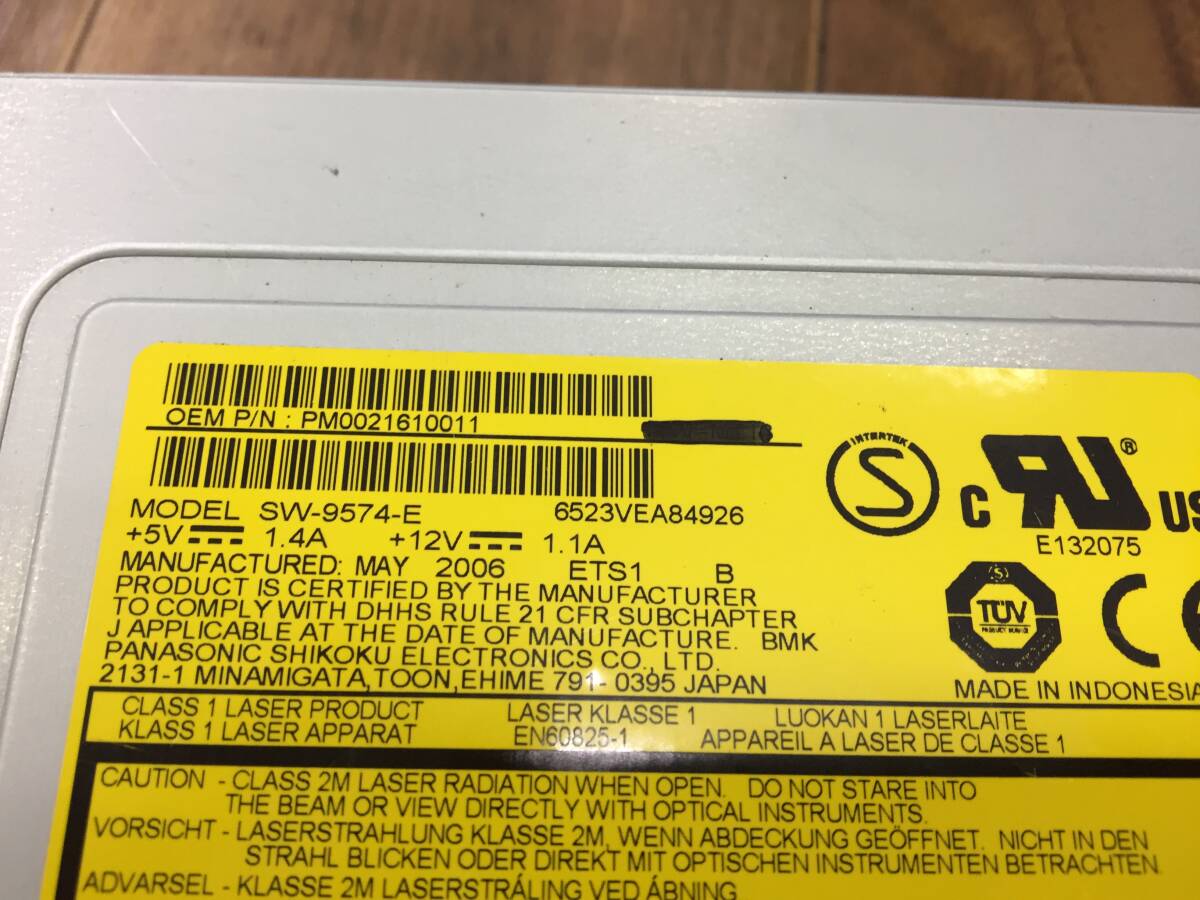 OEM P/N : PM0021610011
MODEL SW-9574-E 6523VEA84926
+5V 1.4A +12V 1.1A
MANUFACTURED: MAY 2006 ETS1 B
PRODUCT IS CERTIFIED BY THE MANUFACTURER
TO COMPLY WITH DHHS RULE 21 CFR SUBCHAPTER
J APPLICABLE AT THE DATE OF MANUFACTURE. BMK
PANASONIC SHIKOKU ELECTRONICS CO., LTD.
2131-1 MINAMIGATA,TOON,EHIME 791- 0395 JAPAN
INTERTEK
S
C RU ® US
E132075
TÜV
PRODUCT SERVICE
CE
MADE IN INDONESIA
CLASS 1 LASER PRODUCT LASER KLASSE 1 LUOKAN 1 LASERLAITE
KLASS 1 LASER APPARAT EN60825-1 APPAREIL A LASER DE CLASSE 1
CAUTION - CLASS 2M LASER RADIATION WHEN OPEN. DO NOT STARE INTO
THE BEAM OR VIEW DIRECTLY WITH OPTICAL INSTRUMENTS.
VORSICHT - LASERSTRAHLUNG KLASSE 2M, WENN ABDECKUNG GEÖFFNET. NICHT IN DEN
STRAHL BLICKEN ODER DIREKT MIT OPTISCHEN INSTRUMENTEN BETRACHTEN
ADVARSEL - KLASSE 2M LASERSTRÁLING VED ÁBNING.